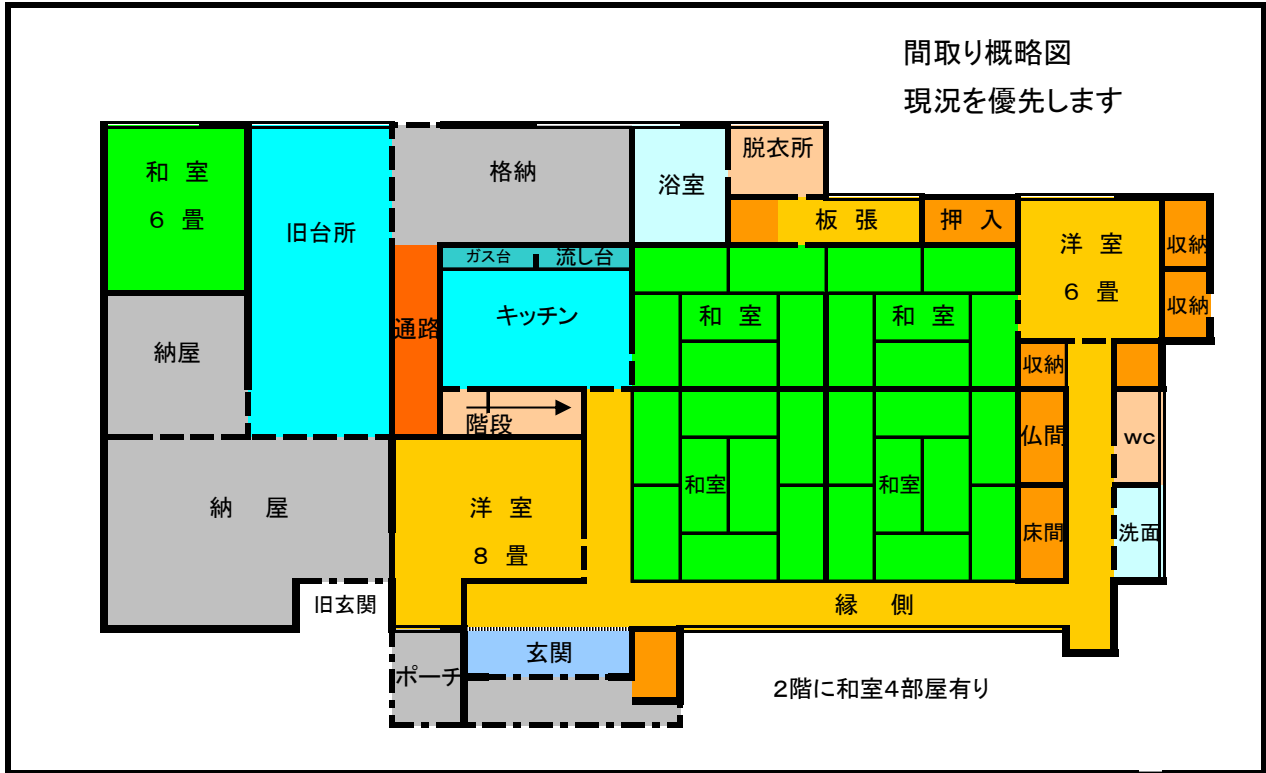 間取り概略図
現況を優先します
和 室
6 畳
旧台所
格納
浴室
脱衣所
板 張
押 入
洋 室
6 畳
収納
収納
ガス台
流し台
キッチン
通路
納屋
和 室
和 室
収納
階段
仏間
WC
和室
和室
納 屋
洋 室
8 畳
床間
洗面
旧玄関
縁 側
玄関
ポーチ
2階に和室4部屋有り